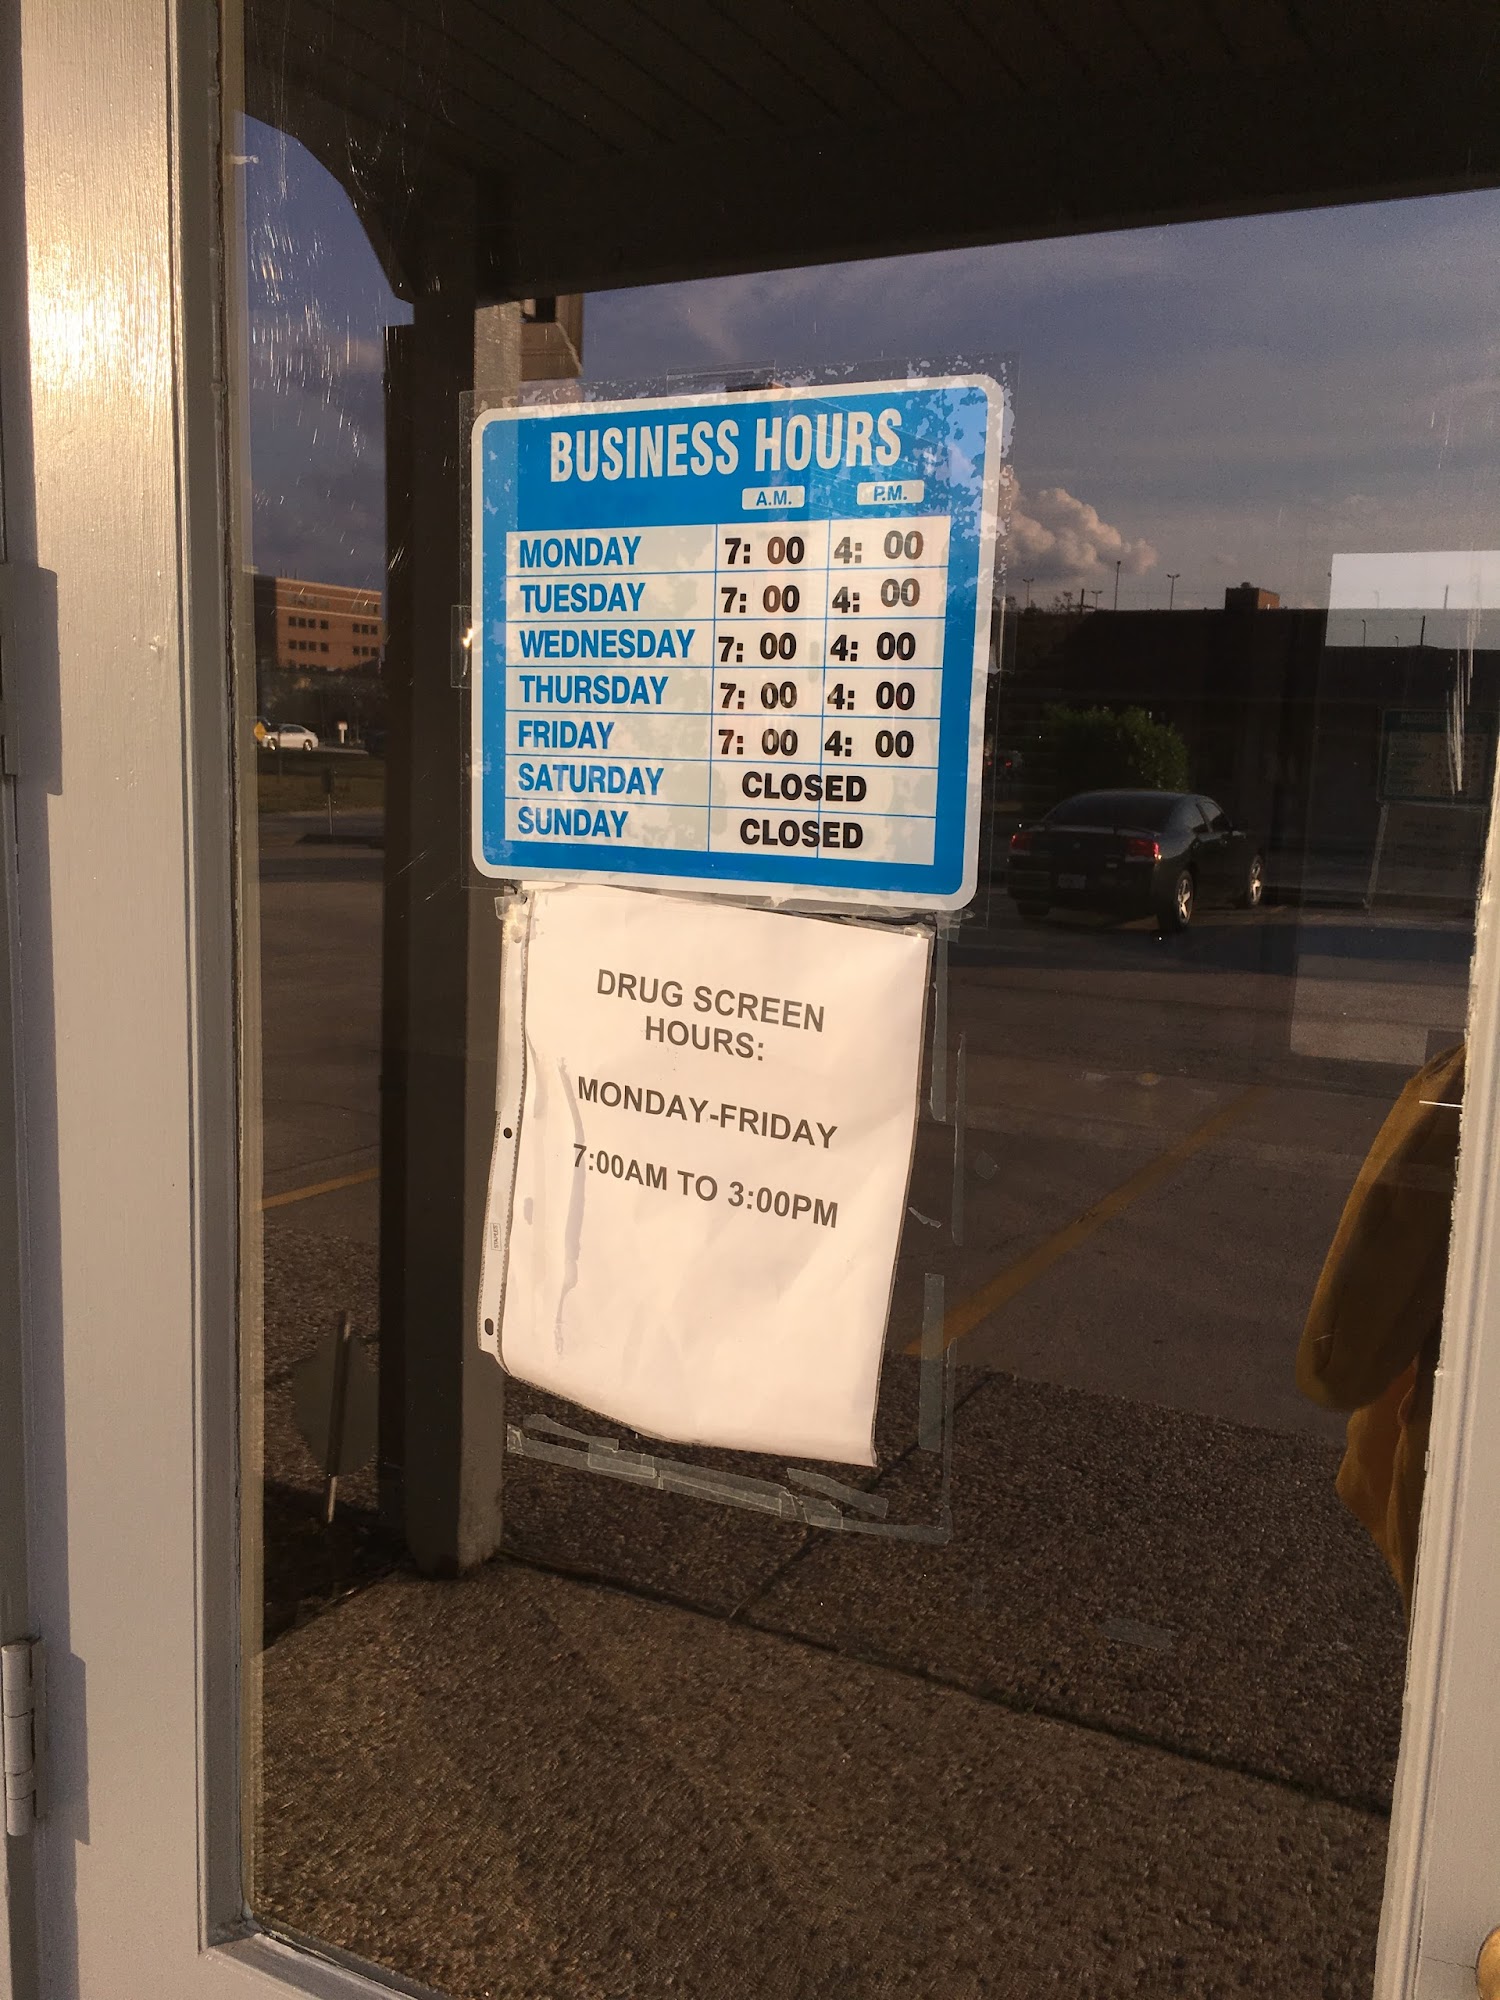 BUSINESS HOURS
A.M. P.M.
MONDAY 7: 00 4: 00
TUESDAY 7: 00 4: 00
WEDNESDAY 7: 00 4: 00
THURSDAY 7: 00 4: 00
FRIDAY 7: 00 4: 00
SATURDAY CLOSED
SUNDAY CLOSED
DRUG SCREEN
HOURS:
MONDAY-FRIDAY
7:00AM TO 3:00PM
STAPLES